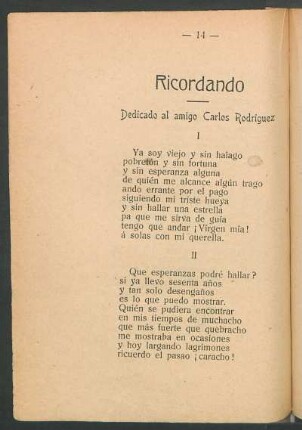 — 14 —
Ricordando
Dedicado al amigo Carlos Rodríguez
I
Ya soy viejo y sin halago
pobretón y sin fortuna
y sin esperanza alguna
de quién me alcance algún trago
ando errante por el pago
siguiendo mi triste hueya
y sin hallar una estrella
pa que me sirva de guía
tengo que andar ¡Virgen mía!
á solas con mi querella.
II
Que esperanzas podré hallar?
si ya llevo sesenta años
y tan solo desengaños
es lo que puedo mostrar.
Quién se pudiera encontrar
en mis tiempos de muchacho
que más fuerte que quebracho
me mostraba en ocasiones
y hoy largando lagrimones
ricuerdo el pasao ¡caracho!